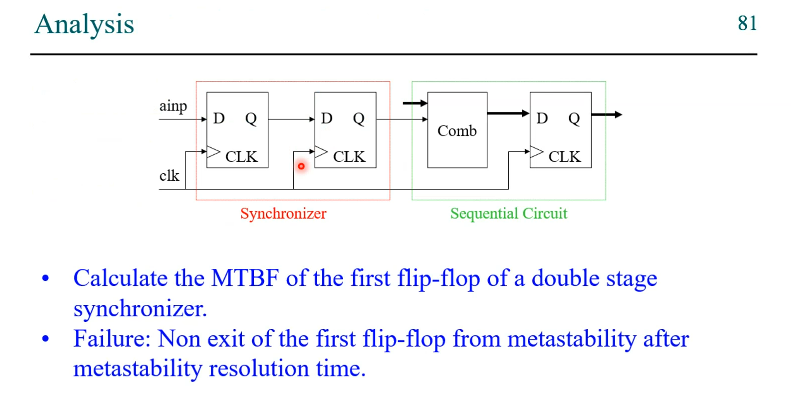 Analysis 81
ainp
D Q
D Q
D Q
Comb
CLK
CLK
CLK
clk
Synchronizer
Sequential Circuit
• Calculate the MTBF of the first flip-flop of a double stage
synchronizer.
• Failure: Non exit of the first flip-flop from metastability after
metastability resolution time.